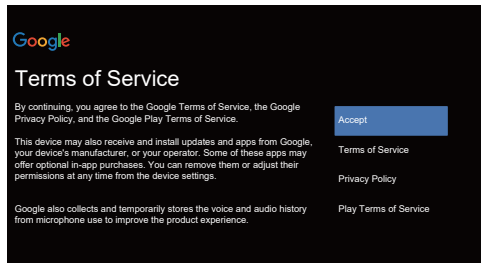 Google
Terms of Service
By continuing, you agree to the Google Terms of Service, the Google
Privacy Policy, and the Google Play Terms of Service.
This device may also receive and install updates and apps from Google,
your device's manufacturer, or your operator. Some of these apps may
offer optional in-app purchases. You can remove them or adjust their
permissions at any time from the device settings.
Google also collects and temporarily stores the voice and audio history
from microphone use to improve the product experience.
Accept
Terms of Service
Privacy Policy
Play Terms of Service